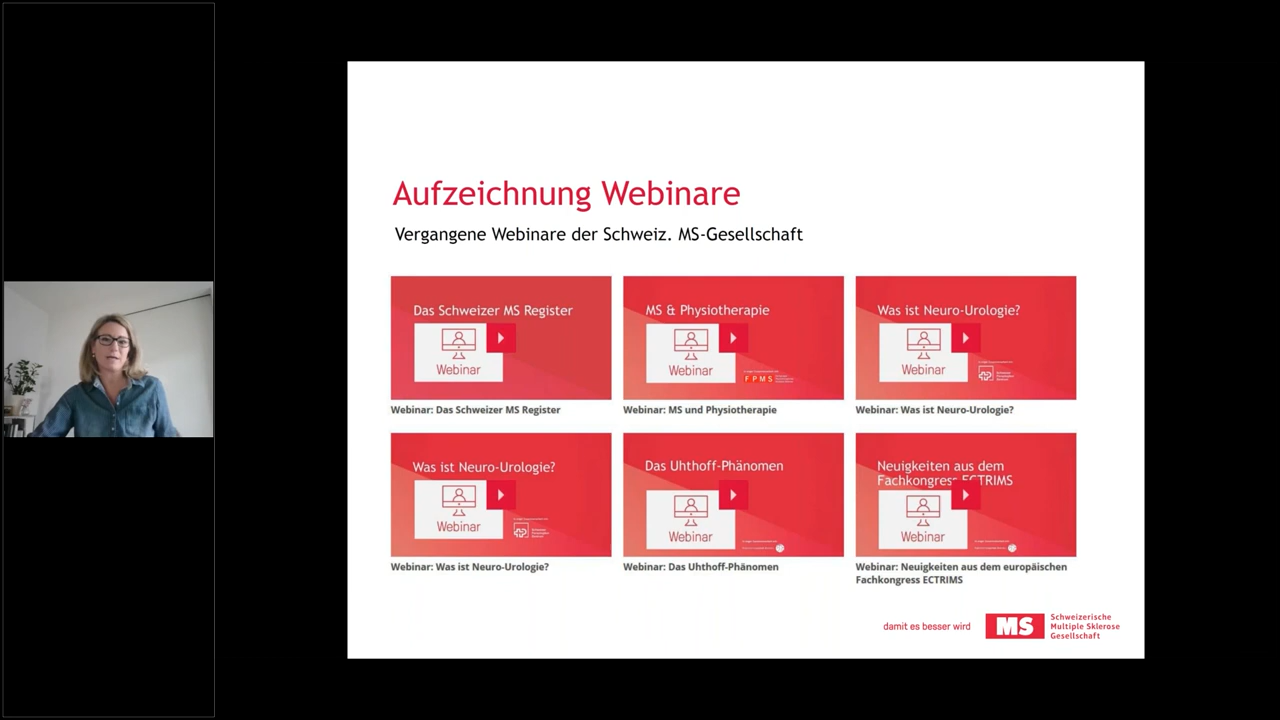 Aufzeichnung Webinare
Vergangene Webinare der Schweiz. MS-Gesellschaft
Das Schweizer MS Register
Webinar
Webinar: Das Schweizer MS Register
MS & Physiotherapie
Webinar
FPMS
Webinar: MS und Physiotherapie
Was ist Neuro-Urologie?
Webinar
Webinar: Was ist Neuro-Urologie?
Was ist Neuro-Urologie?
Webinar
Webinar: Was ist Neuro-Urologie?
Das Uhthoff-Phänomen
Webinar
Webinar: Das Uhthoff-Phänomen
Neuigkeiten aus dem
Fachkongress ECTRIMS
Webinar
Webinar: Neuigkeiten aus dem europäischen
Fachkongress ECTRIMS
damit es besser wird
MS
Schweizerische
Multiple Sklerose
Gesellschaft